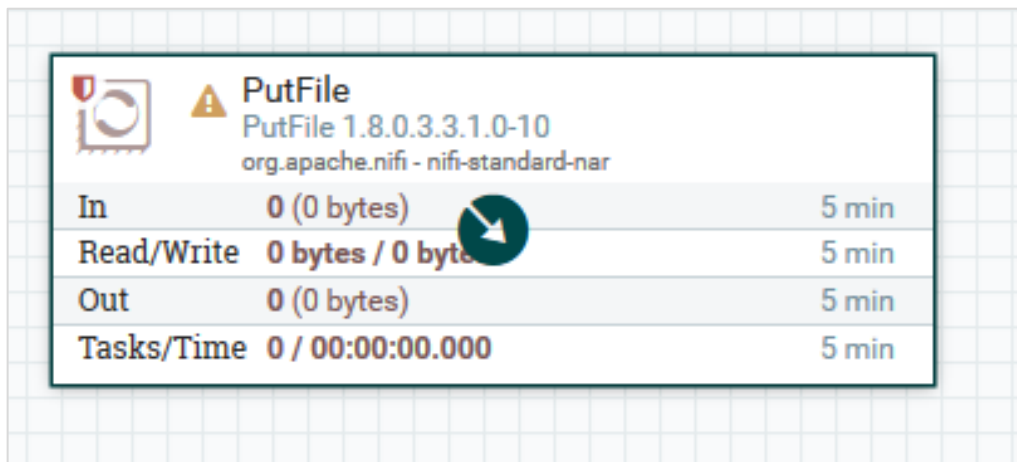 PutFile
PutFile 1.8.0.3.3.1.0-10
org.apache.nifi - nifi-standard-nar
In 0 (0 bytes) 5 min
Read/Write 0 bytes / 0 byte 5 min
Out 0 (0 bytes) 5 min
Tasks/Time 0 / 00:00:00.000 5 min